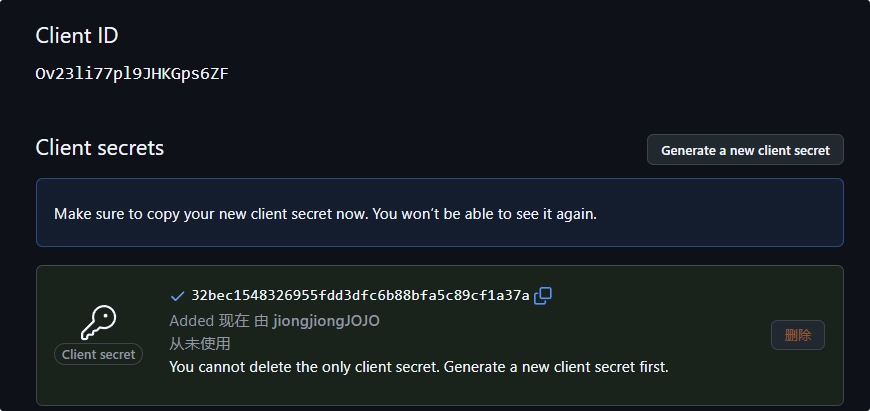 Client ID
Ov23li77pl9JHKGps6ZF
Client secrets
Generate a new client secret
Make sure to copy your new client secret now. You won’t be able to see it again.
32bec1548326955fdd3dfc6b88bfa5c89cf1a37a
Added 现在 由 jiongjiongJOJO
从未使用
Client secret
You cannot delete the only client secret. Generate a new client secret first.
删除